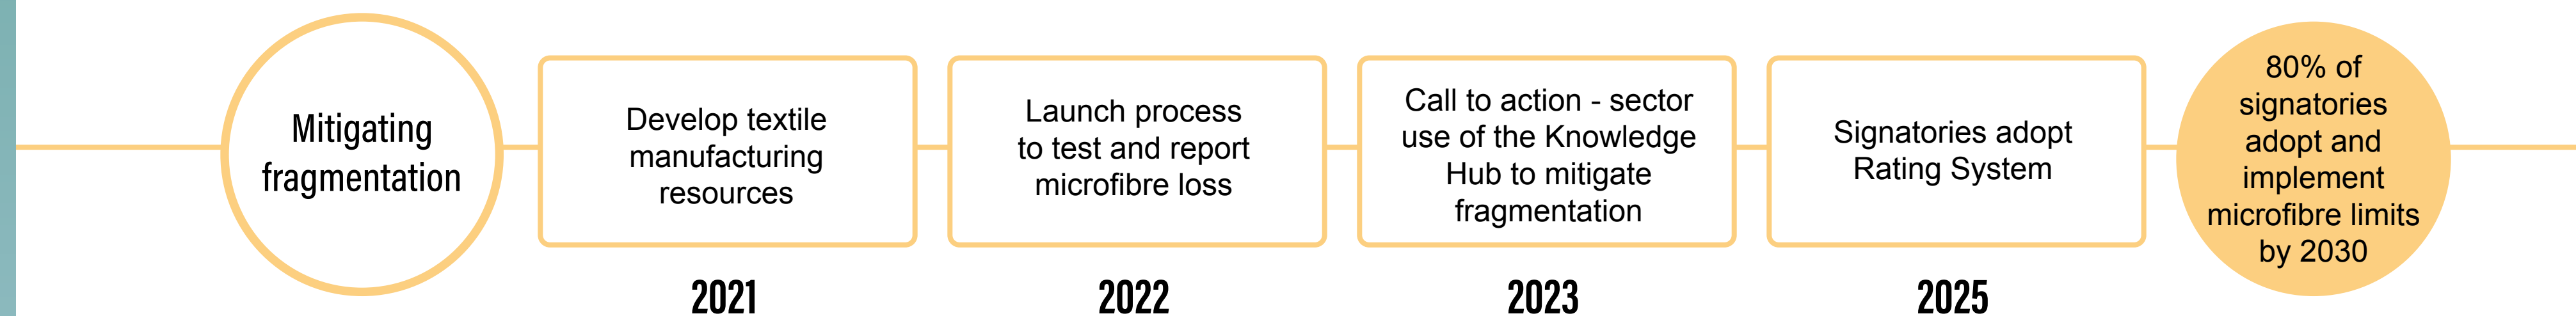 Mitigating
fragmentation
Develop textile
manufacturing
resources
2021
Launch process
to test and report
microfibre loss
2022
Call to action - sector
use of the Knowledge
Hub to mitigate
fragmentation
2023
Signatories adopt
Rating System
2025
80% of
signatories
adopt and
implement
microfibre limits
by 2030